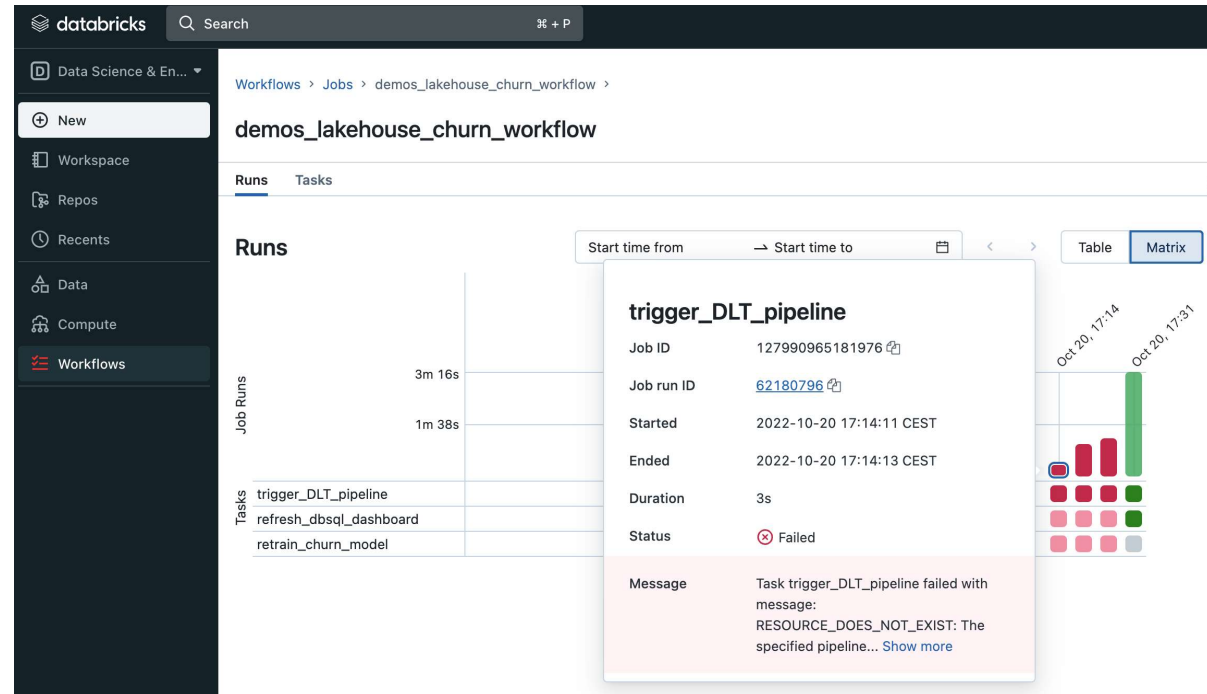 databricks
Search
⌘ + P
D Data Science & En...
New
Workspace
Repos
Recents
Data
Compute
Workflows
Workflows > Jobs > demos_lakehouse_churn_workflow >
demos_lakehouse_churn_workflow
Runs Tasks
Runs
Start time from → Start time to
Table Matrix
Oct 20, 17:14
Oct 20, 17:31
Job Runs
3m 16s
1m 38s
Tasks
trigger_DLT_pipeline
refresh_dbsql_dashboard
retrain_churn_model
trigger_DLT_pipeline
Job ID 127990965181976
Job run ID 62180796
Started 2022-10-20 17:14:11 CEST
Ended 2022-10-20 17:14:13 CEST
Duration 3s
Status Failed
Message Task trigger_DLT_pipeline failed with
message:
RESOURCE_DOES_NOT_EXIST: The
specified pipeline... Show more